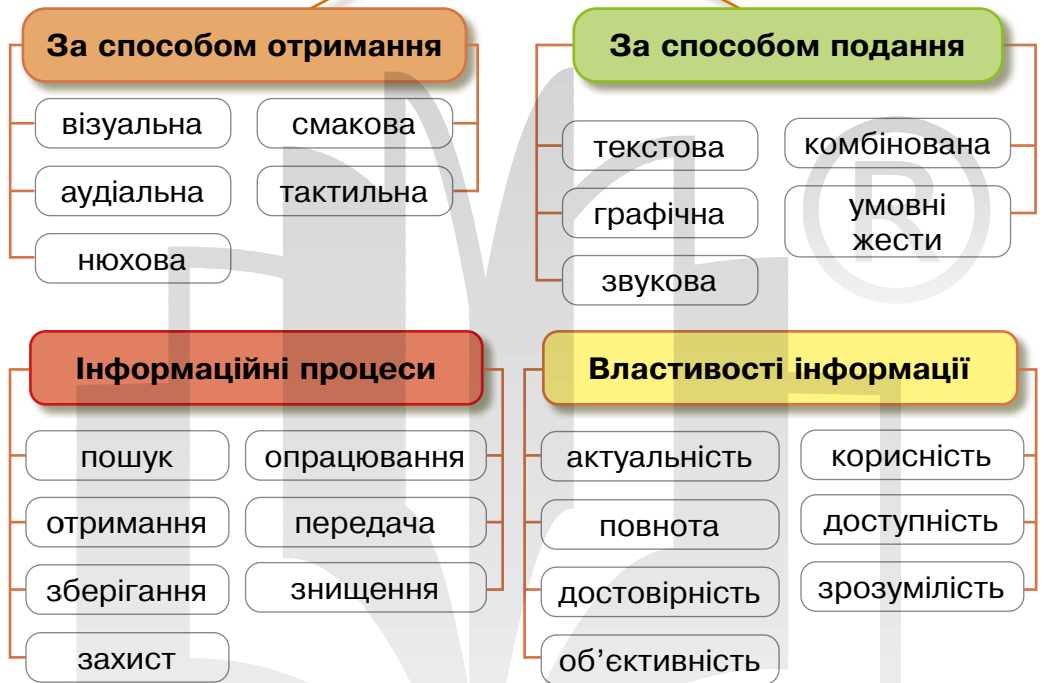 За способом отримання
візуальна
смакова
аудіальна
тактильна
нюхова
За способом подання
текстова
комбінована
графічна
умовні
жести
звукова
Інформаційні процеси
пошук
опрацювання
отримання
передача
зберігання
знищення
захист
Властивості інформації
актуальність
корисність
повнота
доступність
достовірність
зрозумілість
об’єктивність
®